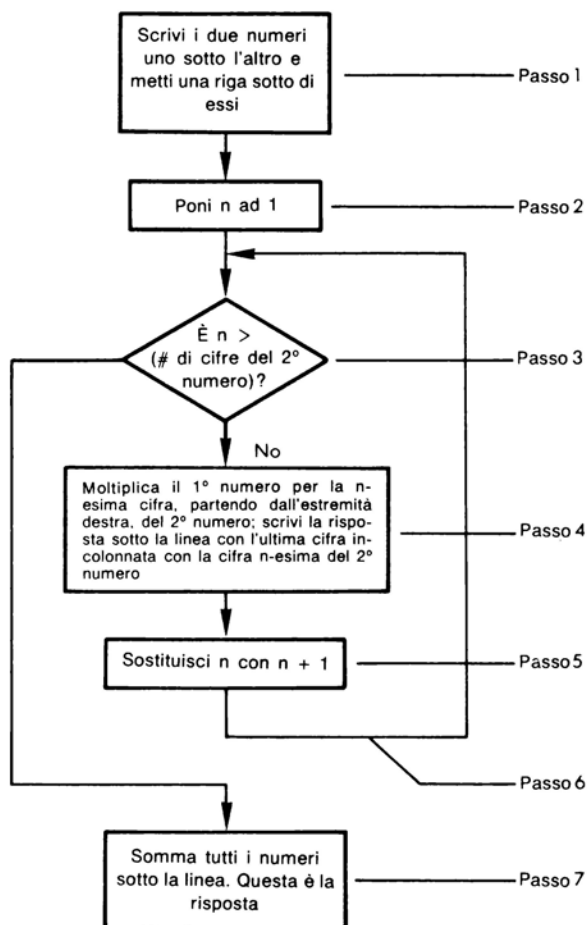 Scrivi i due numeri
uno sotto l'altro e
metti una riga sotto di
essi
Passo 1
Poni n ad 1
Passo 2
È n >
(# di cifre del 2º
numero)?
Passo 3
No
Moltiplica il 1º numero per la n-
esima cifra, partendo dall'estremità
destra, del 2º numero; scrivi la rispo-
sta sotto la linea con l'ultima cifra in-
colonnata con la cifra n-esima del 2º
numero
Passo 4
Sostituisci n con n + 1
Passo 5
Passo 6
Somma tutti i numeri
sotto la linea. Questa è la
risposta
Passo 7